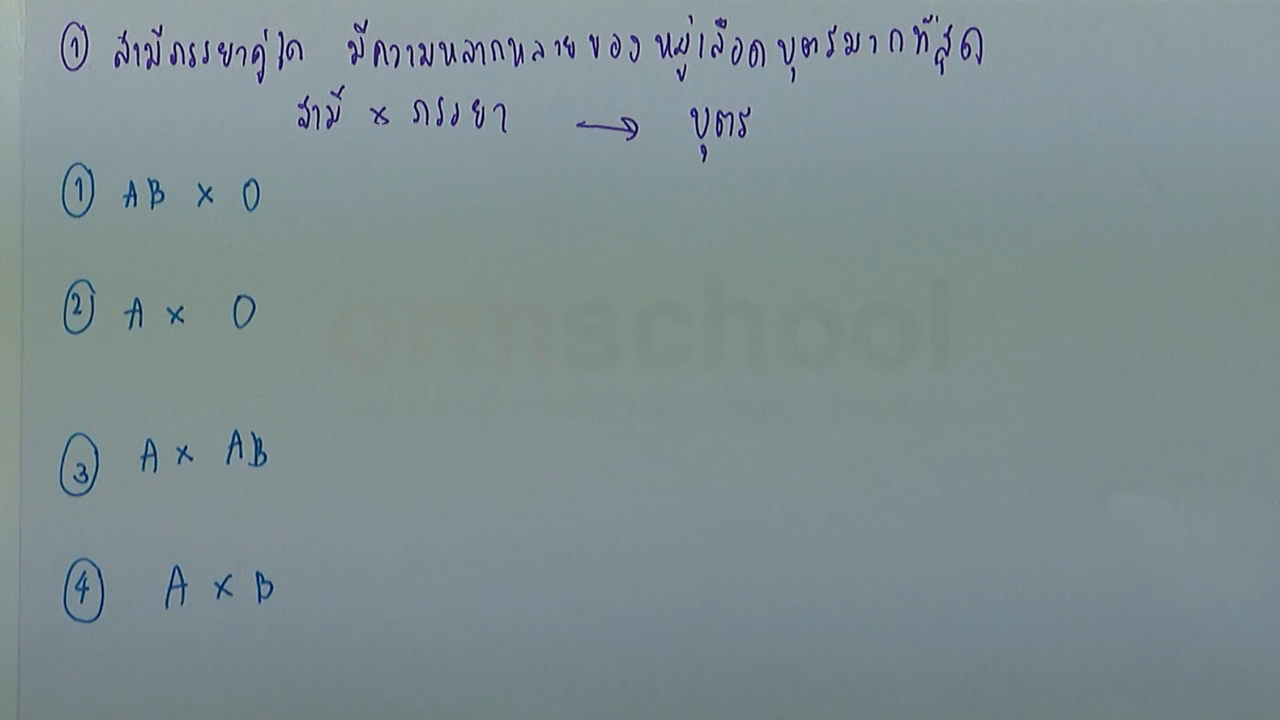 ① สามีภรรยาคู่ใด มีความหลากหลายของหมู่เลือดบุตรมากที่สุด
สามี × ภรรยา → บุตร
① AB × O
② A × O
armschool
③ A × AB
④ A × B